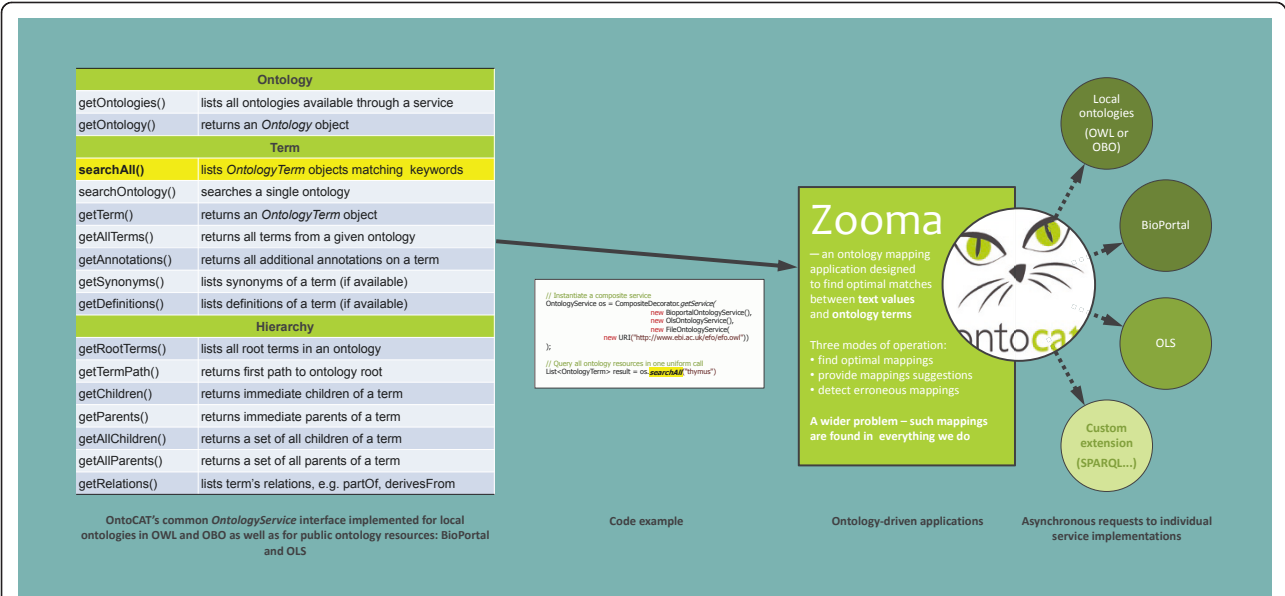 Ontology
getOntologies() lists all ontologies available through a service
getOntology() returns an Ontology object
Term
searchAll() lists OntologyTerm objects matching keywords
searchOntology() searches a single ontology
getTerm() returns an OntologyTerm object
getAllTerms() returns all terms from a given ontology
getAnnotations() returns all additional annotations on a term
getSynonyms() lists synonyms of a term (if available)
getDefinitions() lists definitions of a term (if available)
Hierarchy
getRootTerms() lists all root terms in an ontology
getTermPath() returns first path to ontology root
getChildren() returns immediate children of a term
getParents() returns immediate parents of a term
getAllChildren() returns a set of all children of a term
getAllParents() returns a set of all parents of a term
getRelations() lists term's relations, e.g. partOf, derivesFrom
OntoCAT's common OntologyService interface implemented for local
ontologies in OWL and OBO as well as for public ontology resources: BioPortal
and OLS
// Instantiate a composite service
OntologyService os = CompositeDecorator.getService(
new BioportalOntologyService(),
new OlsOntologyService(),
new FileOntologyService(
new URI("http://www.ebi.ac.uk/efo/efo.owl"))
);
// Query all ontology resources in one uniform call
List<OntologyTerm> result = os.searchAll("thymus")
Code example
Zooma
— an ontology mapping
application designed
to find optimal matches
between text values
and ontology terms
Three modes of operation:
• find optimal mappings
• provide mappings suggestions
• detect erroneous mappings
A wider problem – such mappings
are found in everything we do
ontocat
Ontology-driven applications
Local
ontologies
(OWL or
OBO)
BioPortal
OLS
Custom
extension
(SPARQL...)
Asynchronous requests to individual
service implementations